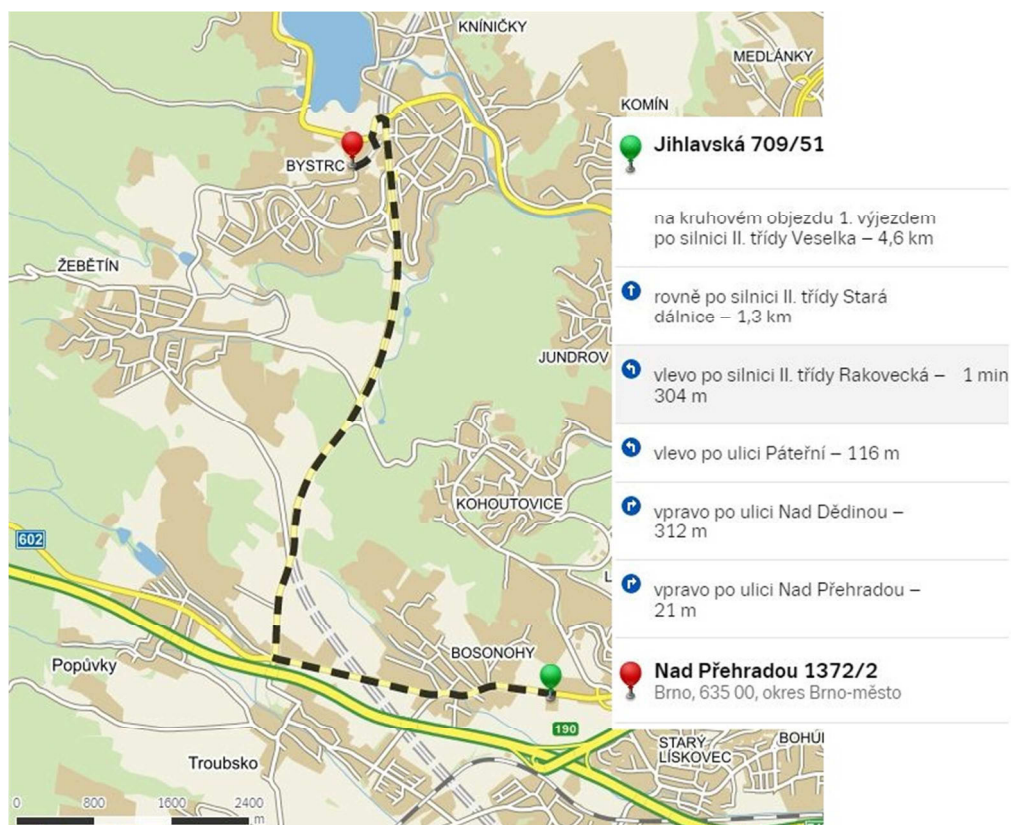 KNÍNIČKY
MEDLÁNKY
KOMÍN
BYSTRC
ŽEBĚTÍN
JUNDROV
KOHOUTOVICE
602
L
BOSONOHY
Popůvky
190
STARÝ
LÍSKOVEC
BOHU
Troubsko
0 800 1600 2400
m
Jihlavská 709/51
na kruhovém objezdu 1. výjezdem
po silnici II. třídy Veselka – 4,6 km
rovně po silnici II. třídy Stará
dálnice – 1,3 km
vlevo po silnici II. třídy Rakovecká – 1 min
304 m
vlevo po ulici Páteřní – 116 m
vpravo po ulici Nad Dědinou –
312 m
vpravo po ulici Nad Přehradou –
21 m
Nad Přehradou 1372/2
Brno, 635 00, okres Brno-město